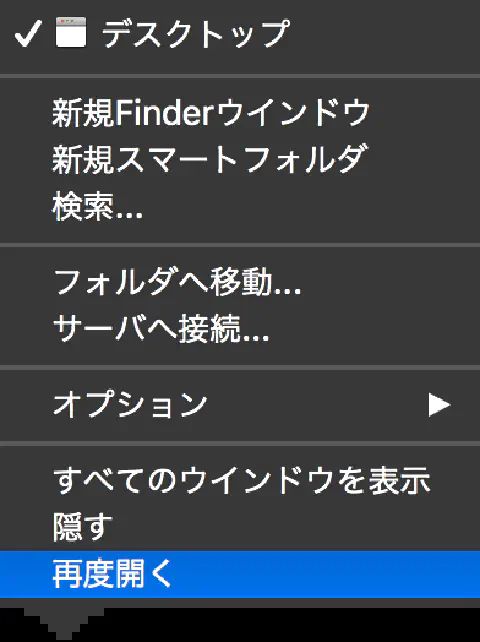 デスクトップ
新規Finderウインドウ
新規スマートフォルダ
検索...
フォルダへ移動...
サーバへ接続...
オプション
すべてのウインドウを表示
隠す
再度開く